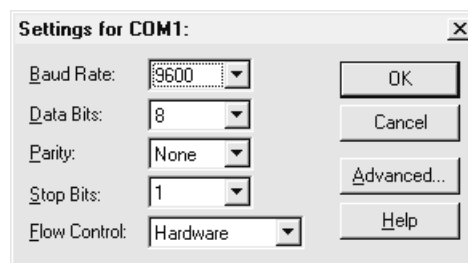 Settings for COM1:
Baud Rate: 9600
OK
Data Bits: 8
Cancel
Parity: None
Advanced...
Stop Bits: 1
Help
Flow Control: Hardware